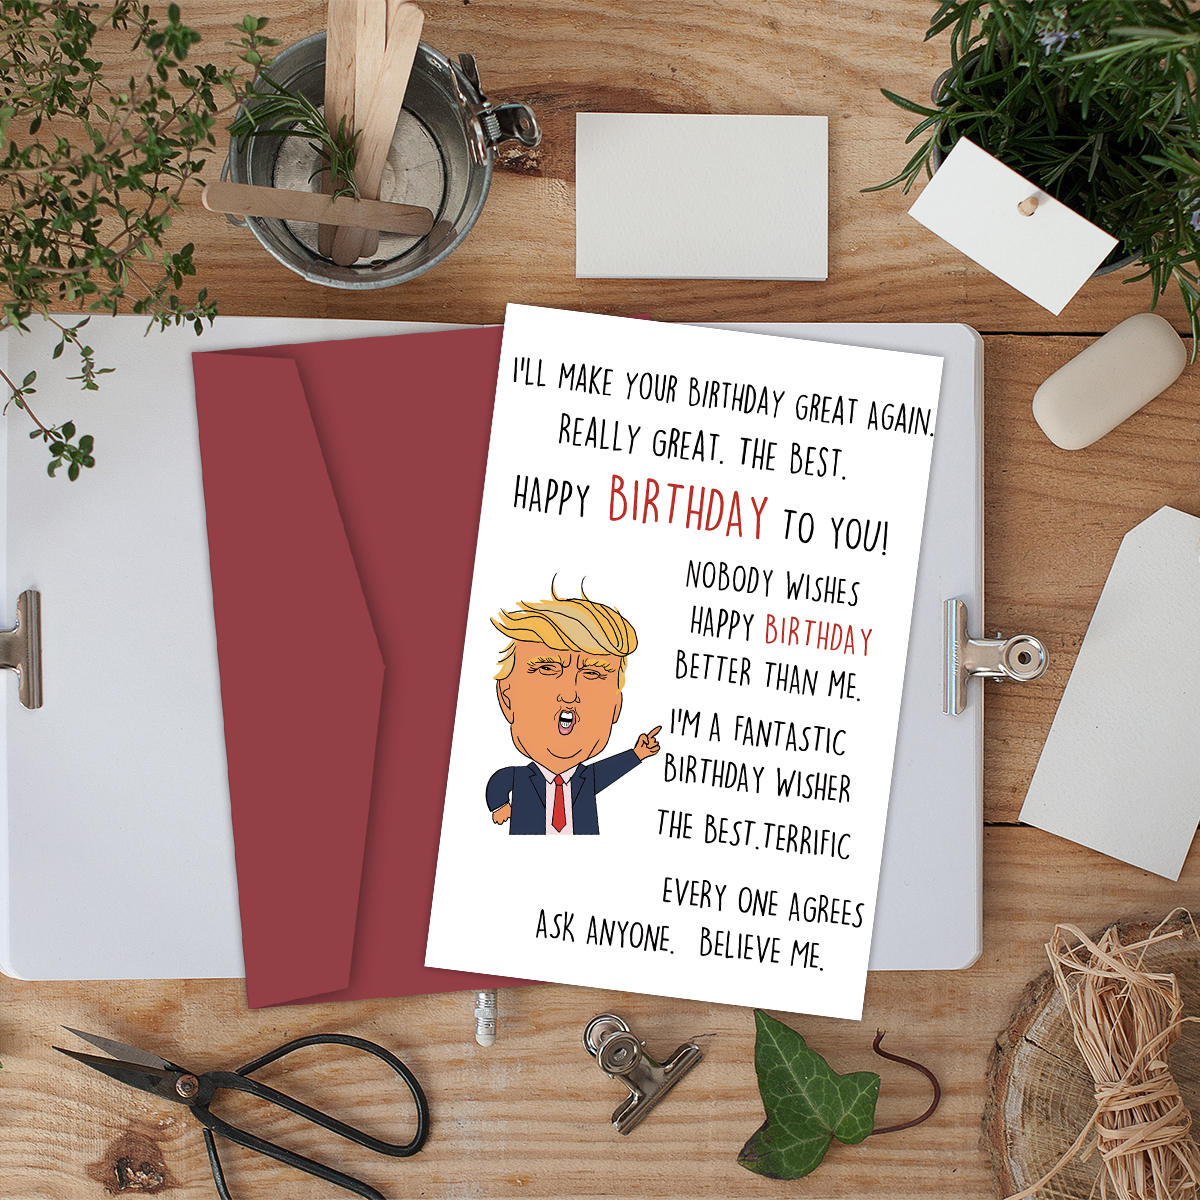 I'LL MAKE YOUR BIRTHDAY GREAT AGAIN.
REALLY GREAT. THE BEST.
HAPPY BIRTHDAY TO YOU!
NOBODY WISHES
HAPPY BIRTHDAY
BETTER THAN ME.
I'M A FANTASTIC
BIRTHDAY WISHER
THE BEST.TERRIFIC
EVERY ONE AGREES
ASK ANYONE. BELIEVE ME.